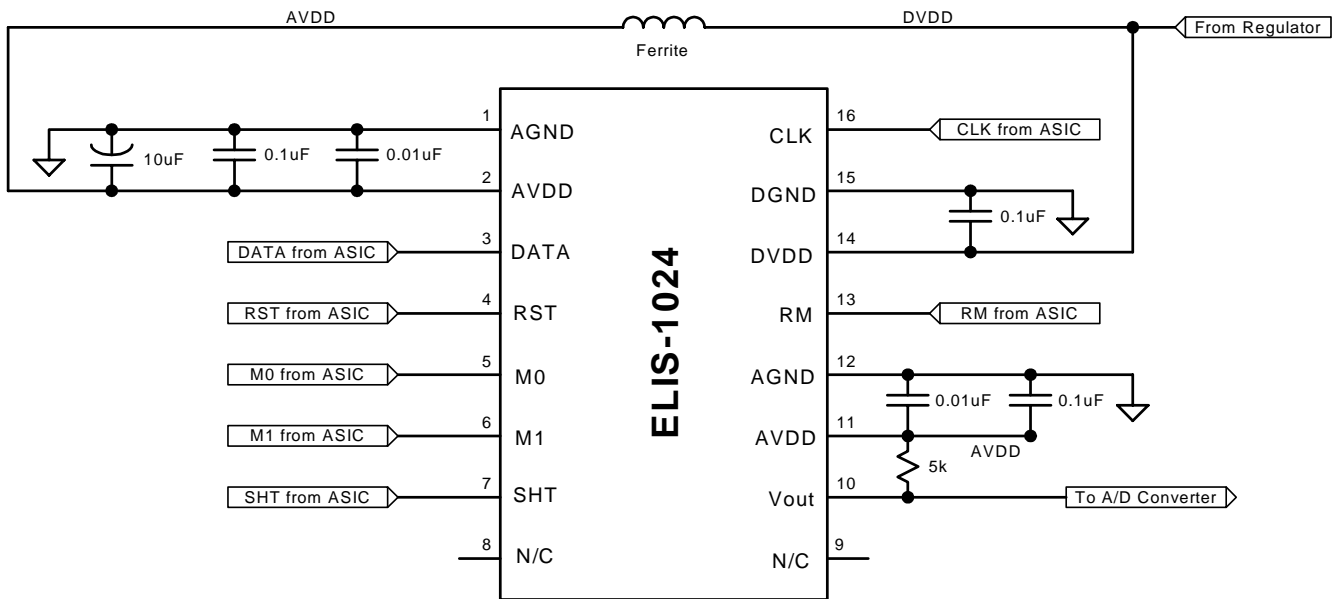 AVDD
DVDD
From Regulator
Ferrite
1
AGND
16
CLK
CLK from ASIC
10uF
0.1uF
0.01uF
2
AVDD
15
DGND
0.1uF
DATA from ASIC
3
DATA
14
DVDD
RST from ASIC
4
RST
13
RM
RM from ASIC
ELIS-1024
M0 from ASIC
5
M0
12
AGND
0.01uF
0.1uF
M1 from ASIC
6
M1
11
AVDD
AVDD
5k
SHT from ASIC
7
SHT
10
Vout
To A/D Converter
8
N/C
9
N/C